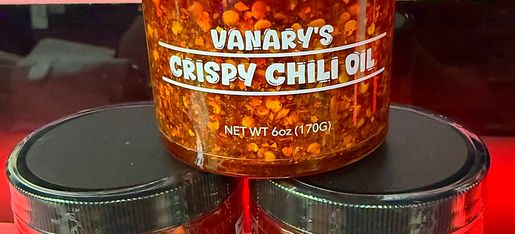 VANARY'S
CRISPY CHILI OIL
NET WT 6oz (170G)